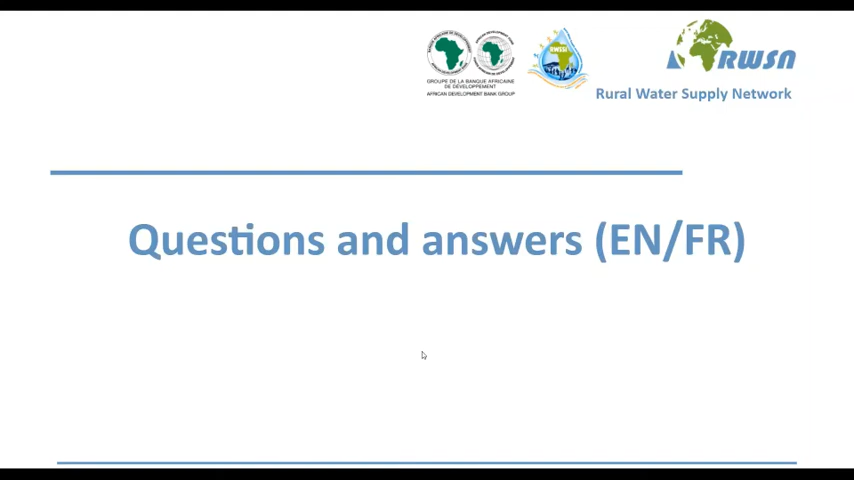 GROUPE DE LA BANQUE AFRICAINE
DE DÉVELOPPEMENT
AFRICAN DEVELOPMENT BANK GROUP
RWSSI
RWSN
Rural Water Supply Network
Questions and answers (EN/FR)